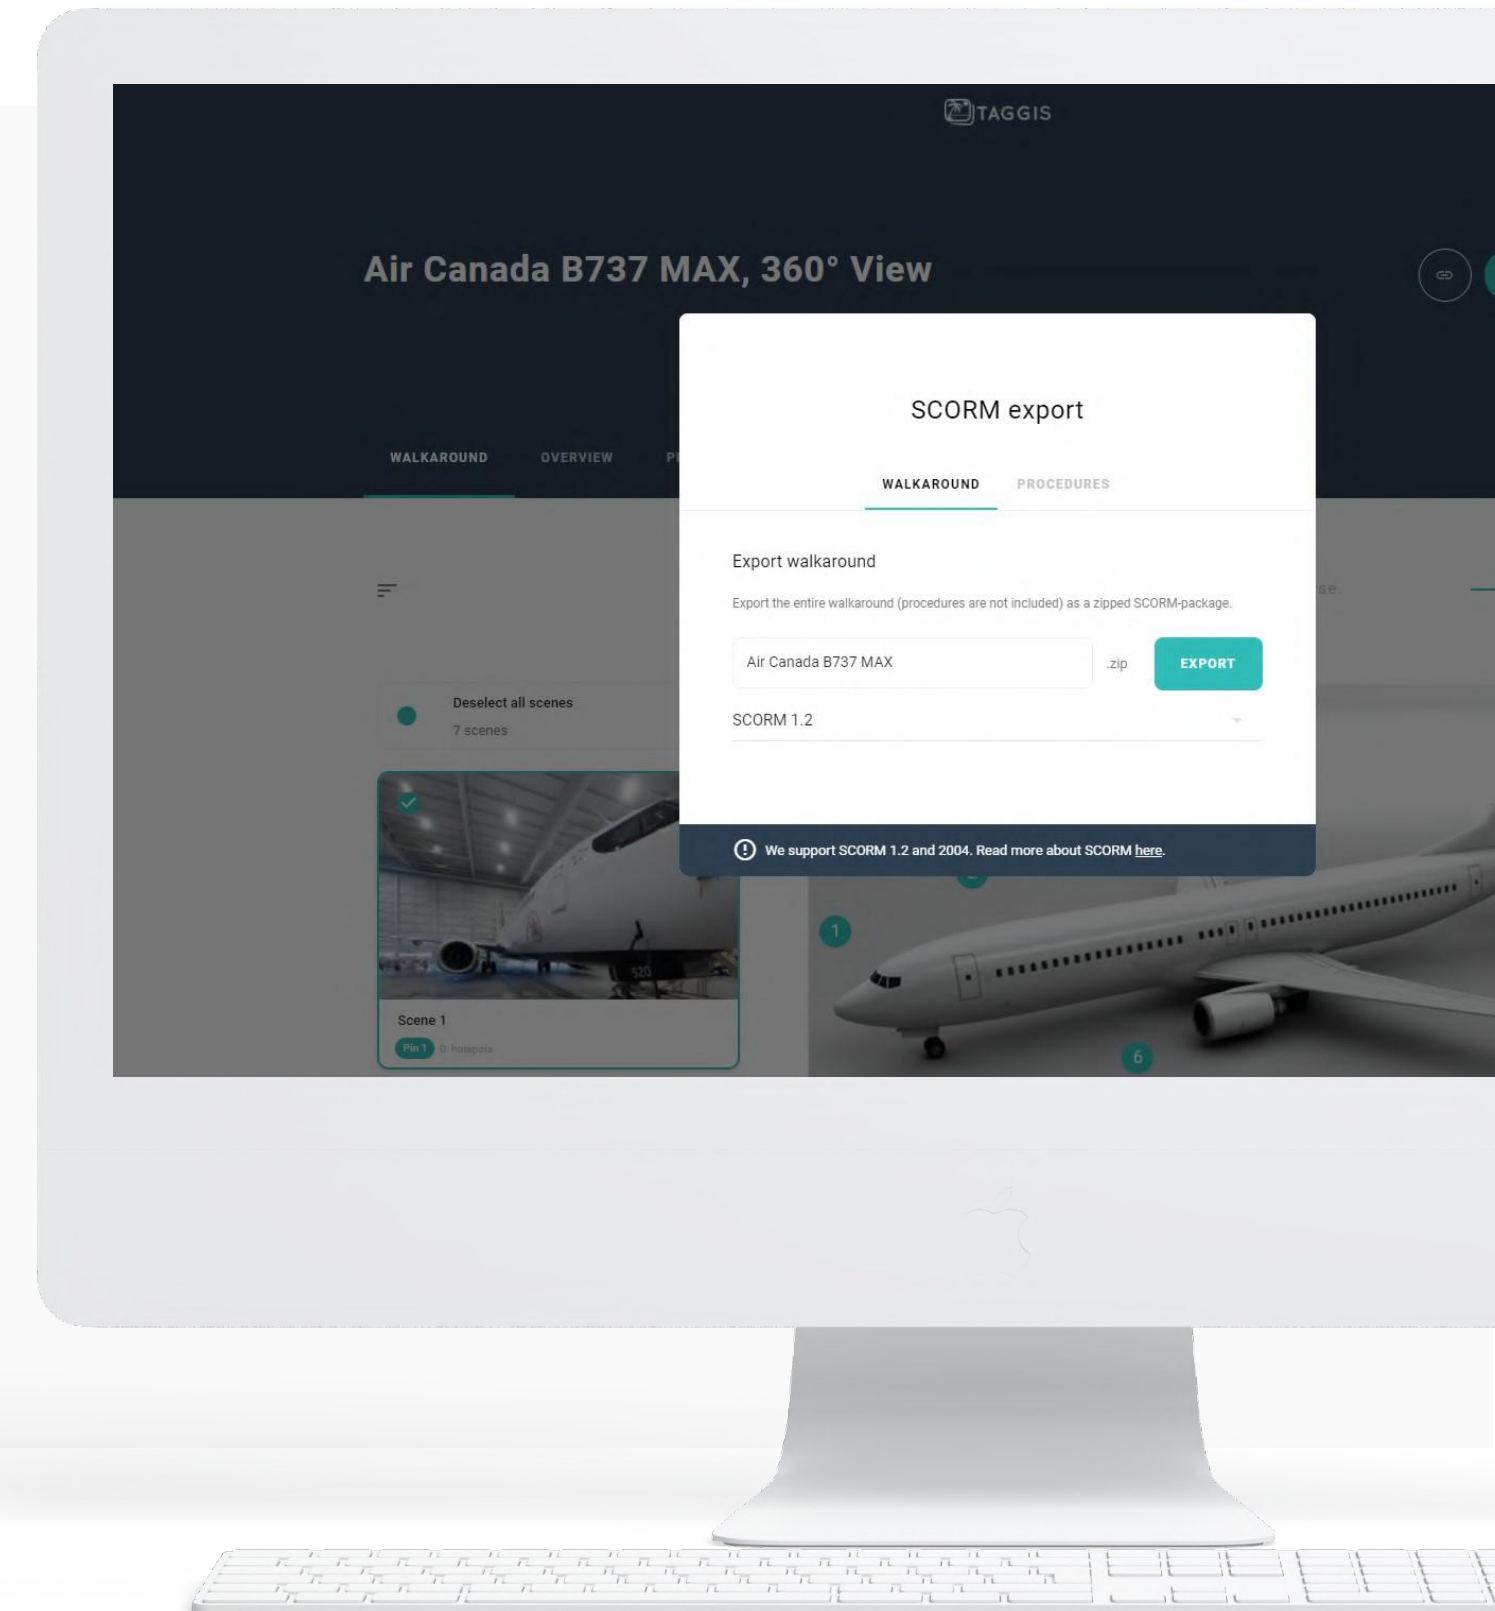 TAGGIS
Air Canada B737 MAX, 360° View
SCORM export
WALKAROUND OVERVIEW
WALKAROUND PROCEDURES
Export walkaround
Export the entire walkaround (procedures are not included) as a zipped SCORM-package.
Air Canada B737 MAX .zip EXPORT
SCORM 1.2
Deselect all scenes
7 scenes
We support SCORM 1.2 and 2004. Read more about SCORM here.
1
520
Scene 1
Pin 1 0 hotspots
6